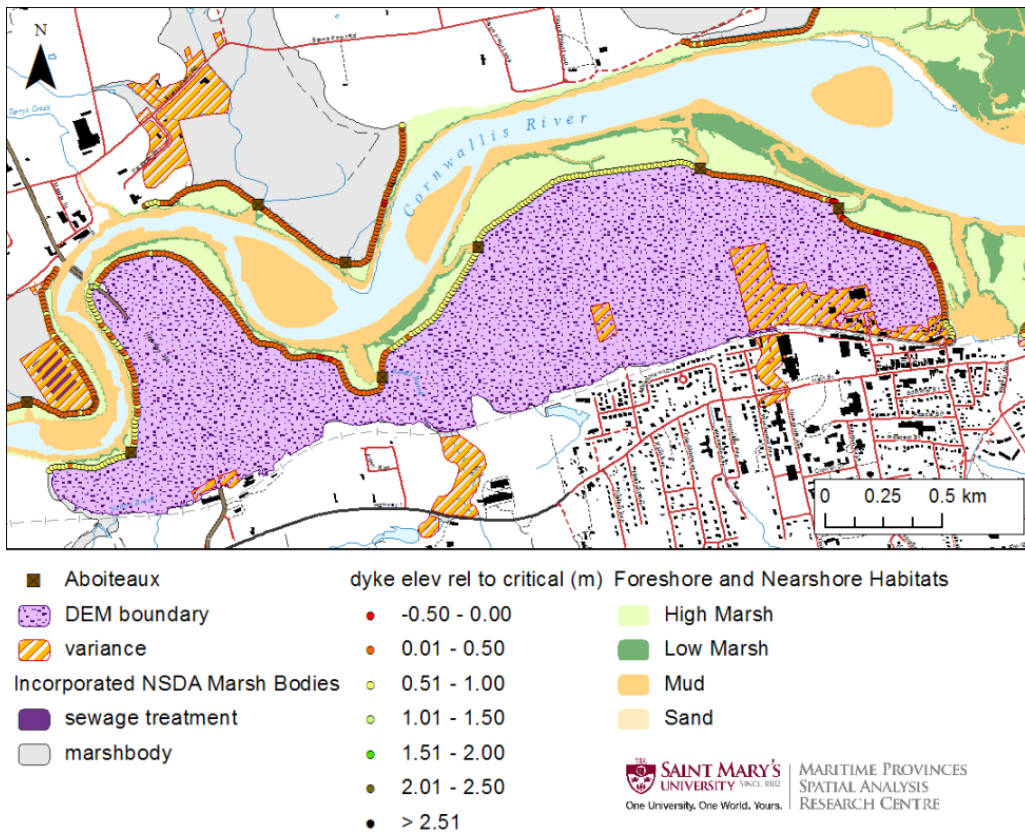 N
Cornwallis River
Main St
0 0.25 0.5 km
Aboiteaux
DEM boundary
variance
Incorporated NSDA Marsh Bodies
sewage treatment
marshbody
dyke elev rel to critical (m)
-0.50 - 0.00
0.01 - 0.50
0.51 - 1.00
1.01 - 1.50
1.51 - 2.00
2.01 - 2.50
> 2.51
Foreshore and Nearshore Habitats
High Marsh
Low Marsh
Mud
Sand
SAINT MARY'S
UNIVERSITY SINCE 1802
One University. One World. Yours.
MARITIME PROVINCES
SPATIAL ANALYSIS
RESEARCH CENTRE